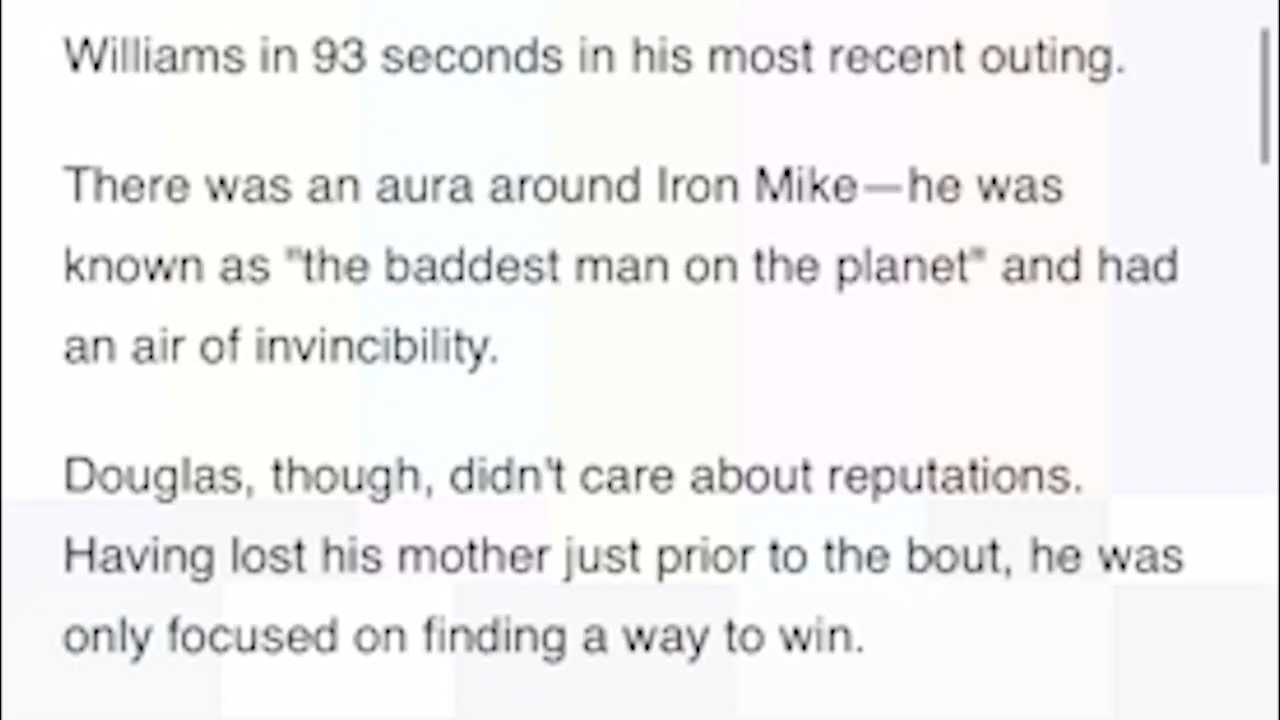 Williams in 93 seconds in his most recent outing.
There was an aura around Iron Mike—he was
known as "the baddest man on the planet" and had
an air of invincibility.
Douglas, though, didn't care about reputations.
Having lost his mother just prior to the bout, he was
only focused on finding a way to win.